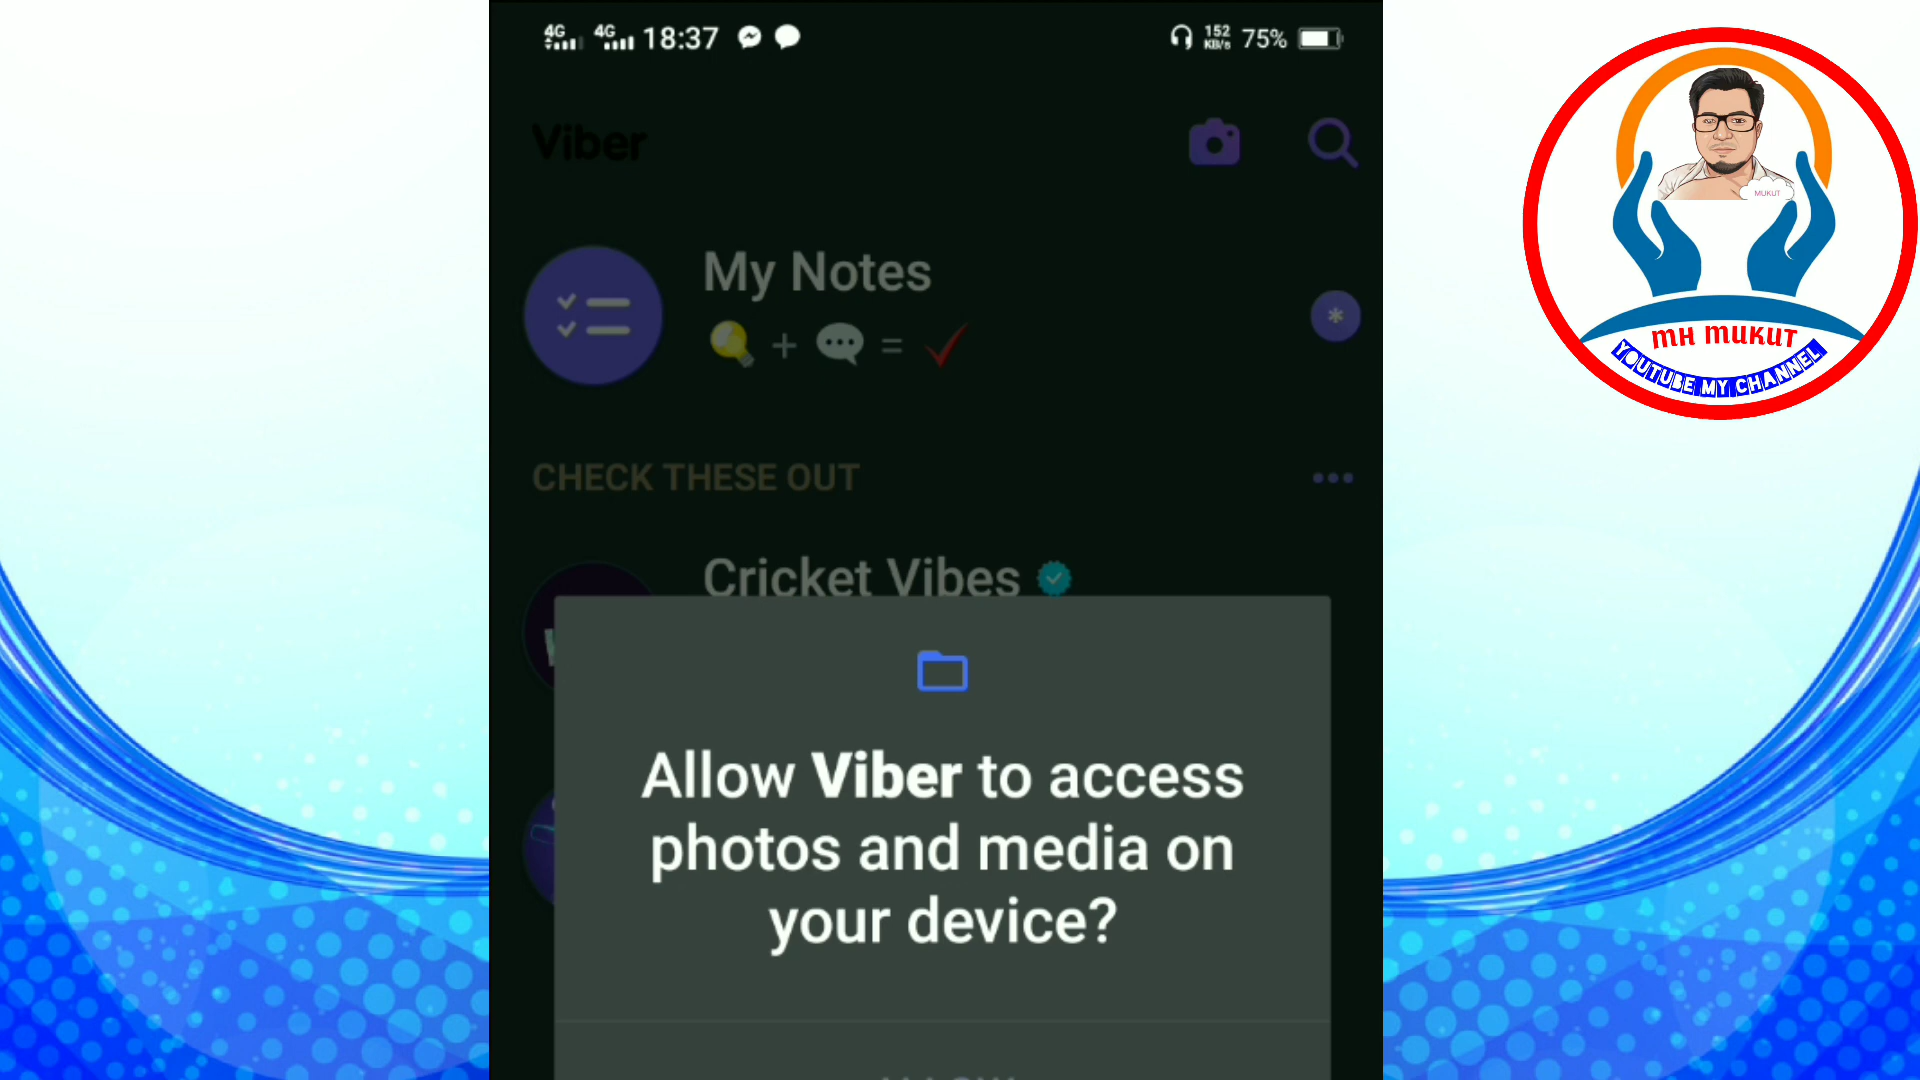 4G 4G 18:37
152 KB/s 75%
Viber
My Notes
+ =
*
CHECK THESE OUT
Cricket Vibes
Allow Viber to access
photos and media on
your device?
MUKUT
MH MUKUT
YOUTUBE MY CHANNEL